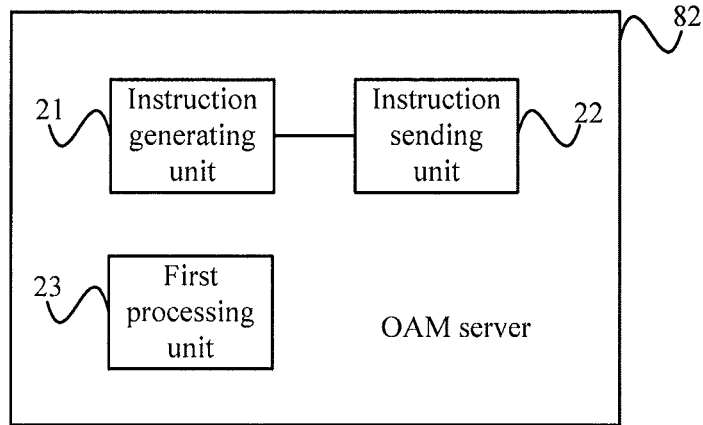 82
21
Instruction
generating
unit
Instruction
sending
unit
22
23
First
processing
unit
OAM server